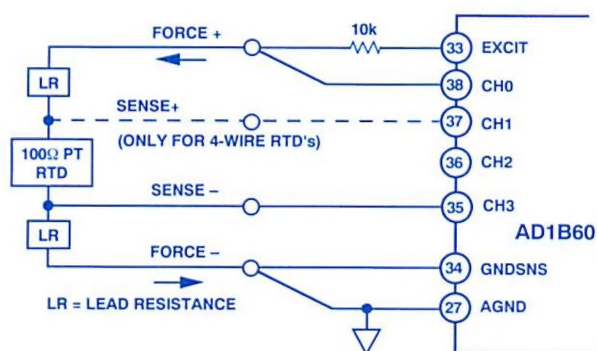 FORCE +
10k
33 EXCIT
LR
38 CH0
SENSE+
37 CH1
(ONLY FOR 4-WIRE RTD's)
100Ω PT
RTD
36 CH2
SENSE –
35 CH3
LR
AD1B60
FORCE –
34 GNDSNS
LR = LEAD RESISTANCE
27 AGND